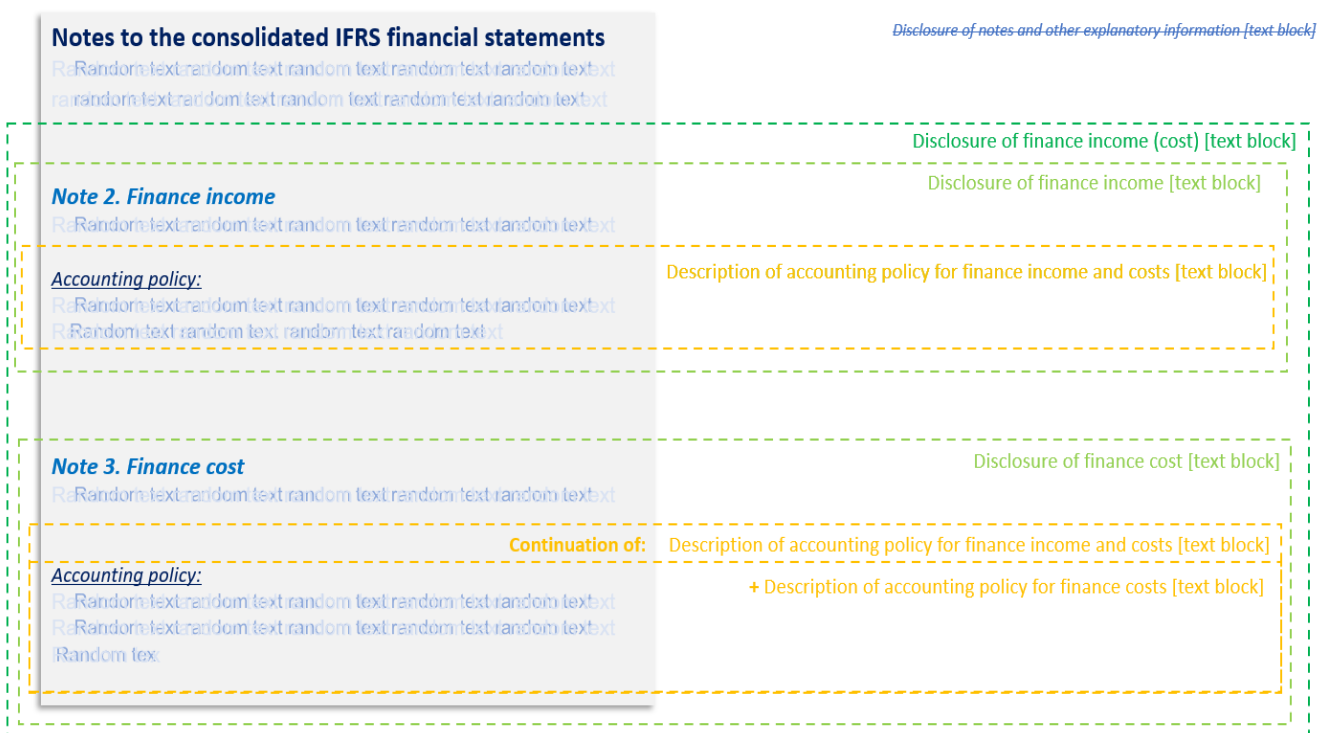 Notes to the consolidated IFRS financial statements
Disclosure of notes and other explanatory information [text block]
Random text random text random text random text random text
random text random text random text random text random text
Disclosure of finance income (cost) [text block]
Disclosure of finance income [text block]
Note 2. Finance income
Random text random text random text random text random text
Accounting policy:
Description of accounting policy for finance income and costs [text block]
Random text random text random text random text random text
Random text random text random text random text
Note 3. Finance cost
Disclosure of finance cost [text block]
Random text random text random text random text random text
Continuation of: Description of accounting policy for finance income and costs [text block]
Accounting policy:
+ Description of accounting policy for finance costs [text block]
Random text random text random text random text random text
Random text random text random text random text random text
Random tex